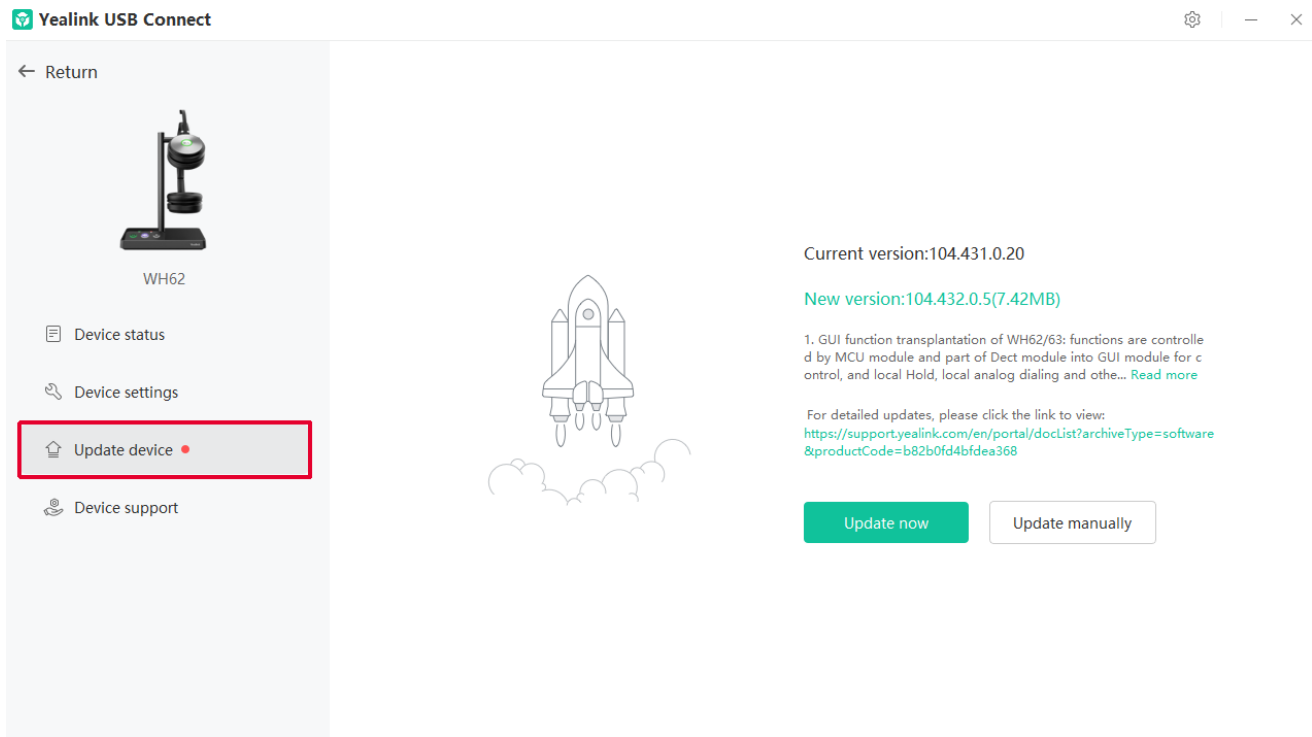 Yealink USB Connect
Return
WH62
Device status
Device settings
Update device
Device support
Current version:104.431.0.20
New version:104.432.0.5(7.42MB)
1. GUI function transplantation of WH62/63: functions are controlle
d by MCU module and part of Dect module into GUI module for c
ontrol, and local Hold, local analog dialing and othe... Read more
For detailed updates, please click the link to view:
https://support.yealink.com/en/portal/docList?archiveType=software
&productCode=b82b0fd4bfdea368
Update now
Update manually